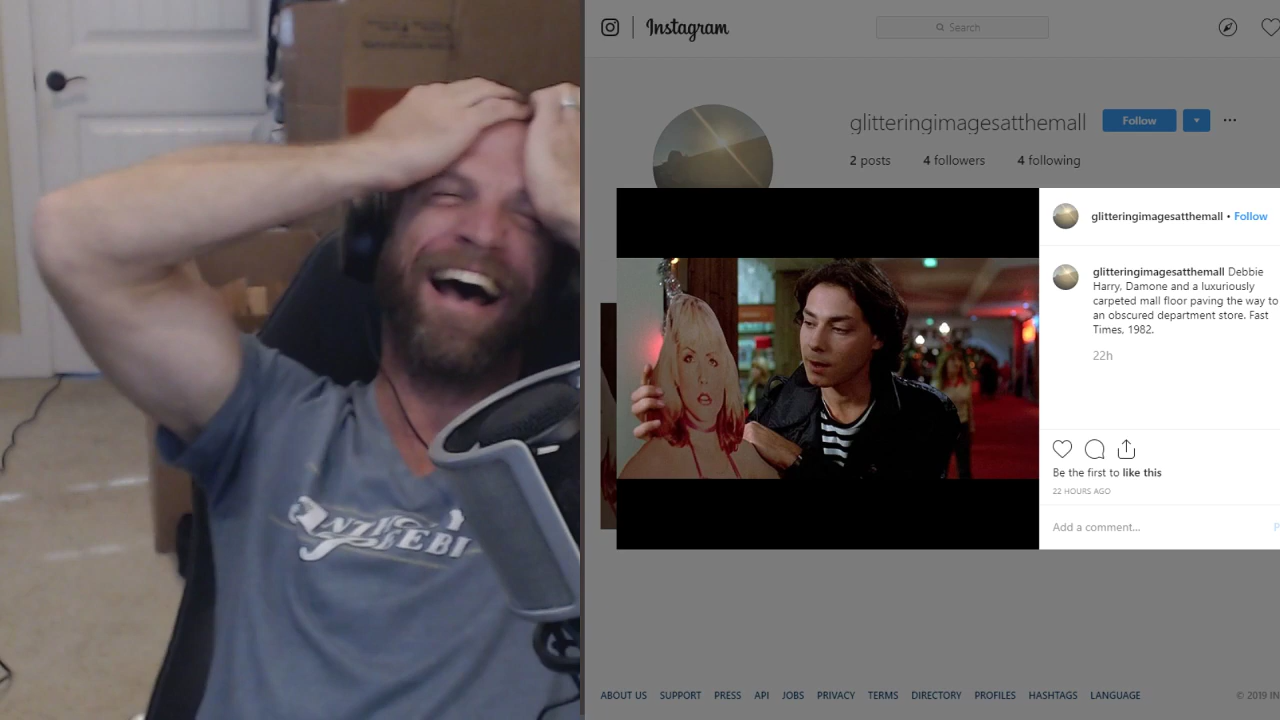 Instagram
Search
glitteringimagesatthemall
Follow
2 posts 4 followers 4 following
glitteringimagesatthemall • Follow
glitteringimagesatthemall Debbie
Harry, Damone and a luxuriously
carpeted mall floor paving the way to
an obscured department store. Fast
Times, 1982.
22h
Be the first to like this
22 HOURS AGO
Add a comment...
P
ABOUT US SUPPORT PRESS API JOBS PRIVACY TERMS DIRECTORY PROFILES HASHTAGS LANGUAGE
© 2019 IN